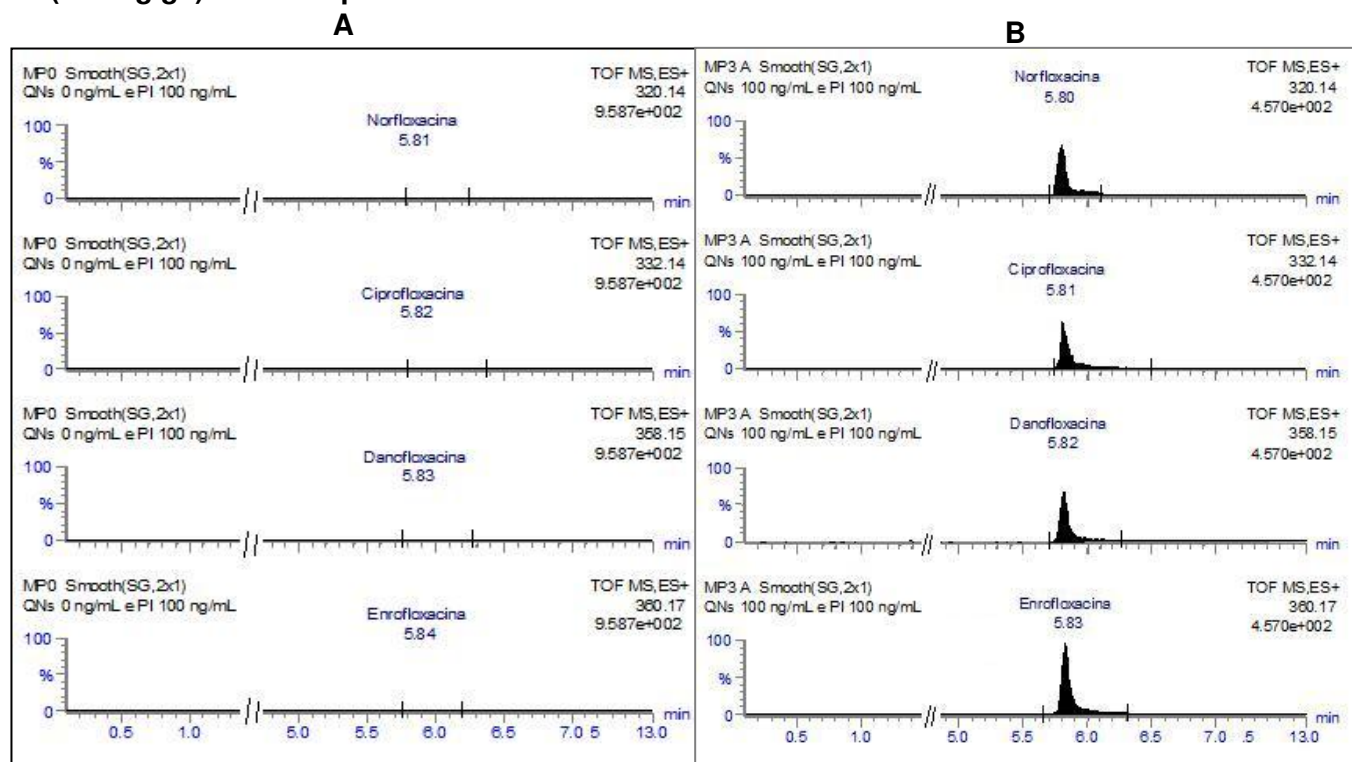 A
MP0 Smooth(SG,2x1)
QNs 0 ng/mL e PI 100 ng/mL
TOF MS,ES+
320.14
9.587e+002
Norfloxacina
5.81
100
%
0
min
MP0 Smooth(SG,2x1)
QNs 0 ng/mL e PI 100 ng/mL
TOF MS,ES+
332.14
9.587e+002
Ciprofloxacina
5.82
100
%
0
min
MP0 Smooth(SG,2x1)
QNs 0 ng/mL e PI 100 ng/mL
TOF MS,ES+
358.15
9.587e+002
Danofloxacina
5.83
100
%
0
min
MP0 Smooth(SG,2x1)
QNs 0 ng/mL e PI 100 ng/mL
TOF MS,ES+
360.17
9.587e+002
Enrofloxacina
5.84
100
%
0
min
0.5 1.0 5.0 5.5 6.0 6.5 7.0 5 13.0
B
MP3 A Smooth(SG,2x1)
QNs 100 ng/mL e PI 100 ng/mL
TOF MS,ES+
320.14
4.570e+002
Norfloxacina
5.80
100
%
0
min
MP3 A Smooth(SG,2x1)
QNs 100 ng/mL e PI 100 ng/mL
TOF MS,ES+
332.14
4.570e+002
Ciprofloxacina
5.81
100
%
0
min
MP3 A Smooth(SG,2x1)
QNs 100 ng/mL e PI 100 ng/mL
TOF MS,ES+
358.15
4.570e+002
Danofloxacina
5.82
100
%
0
min
MP3 A Smooth(SG,2x1)
QNs 100 ng/mL e PI 100 ng/mL
TOF MS,ES+
360.17
4.570e+002
Enrofloxacina
5.83
100
%
0
min
0.5 1.0 5.0 5.5 6.0 6.5 7.0 .5 13.0